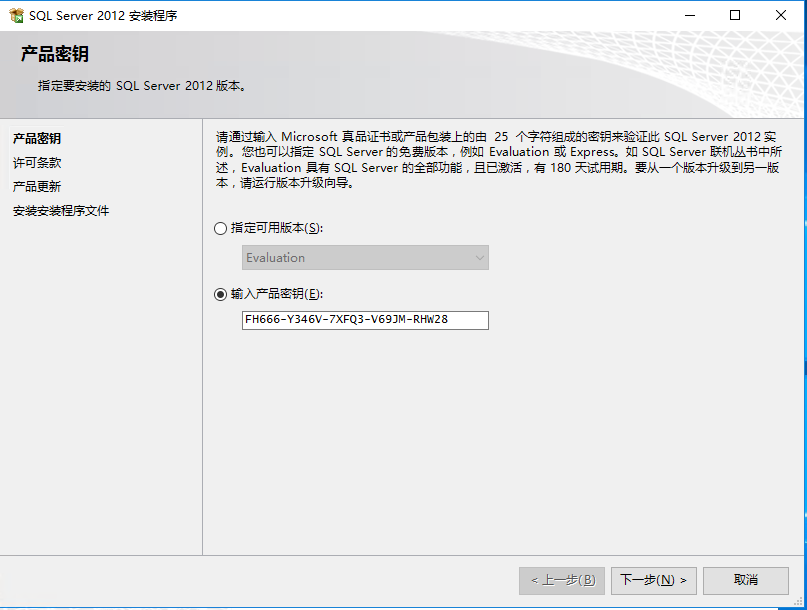 SQL Server 2012 安装程序
产品密钥
指定要安装的 SQL Server 2012 版本。
产品密钥
许可条款
产品更新
安装安装程序文件
请通过输入 Microsoft 真品证书或产品包装上的由 25 个字符组成的密钥来验证此 SQL Server 2012 实
例。您也可以指定 SQL Server 的免费版本，例如 Evaluation 或 Express。如 SQL Server 联机丛书中所
述，Evaluation 具有 SQL Server 的全部功能，且已激活，有 180 天试用期。要从一个版本升级到另一版
本，请运行版本升级向导。
指定可用版本(S):
Evaluation
输入产品密钥(E):
FH666-Y346V-7XFQ3-V69JM-RHW28
< 上一步(B)
下一步(N) >
取消